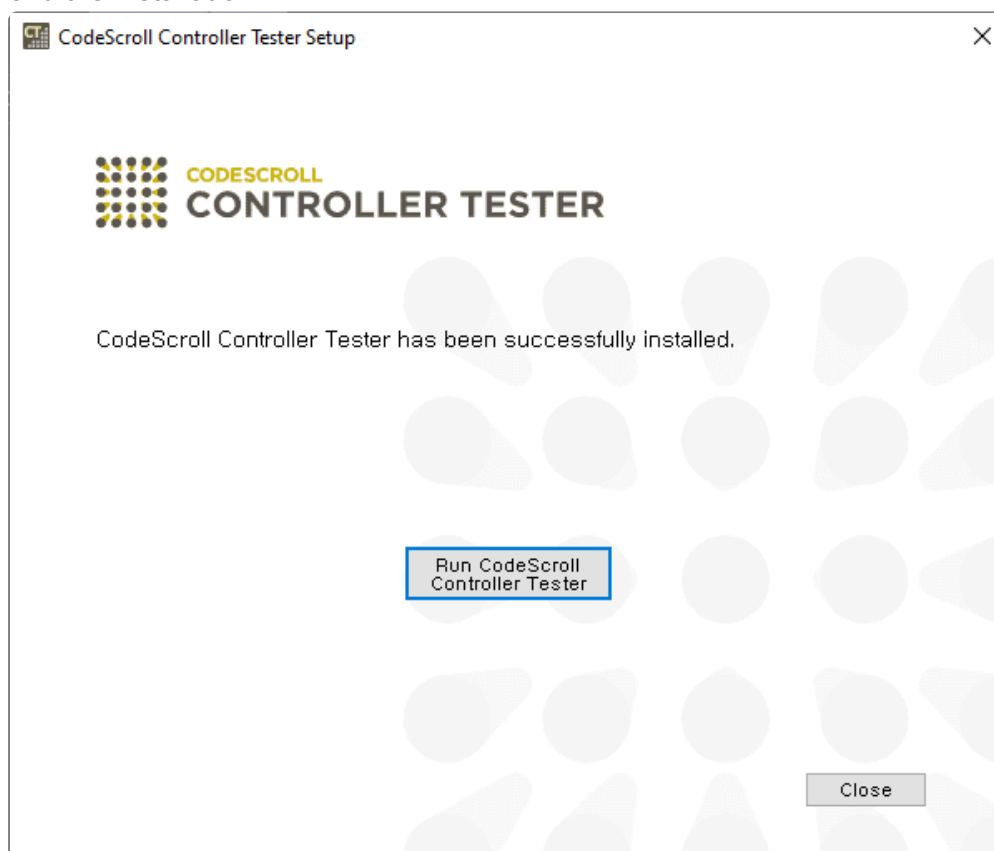 CT
CodeScroll Controller Tester Setup
CODESCROLL
CONTROLLER TESTER
CodeScroll Controller Tester has been successfully installed.
Run CodeScroll
Controller Tester
Close